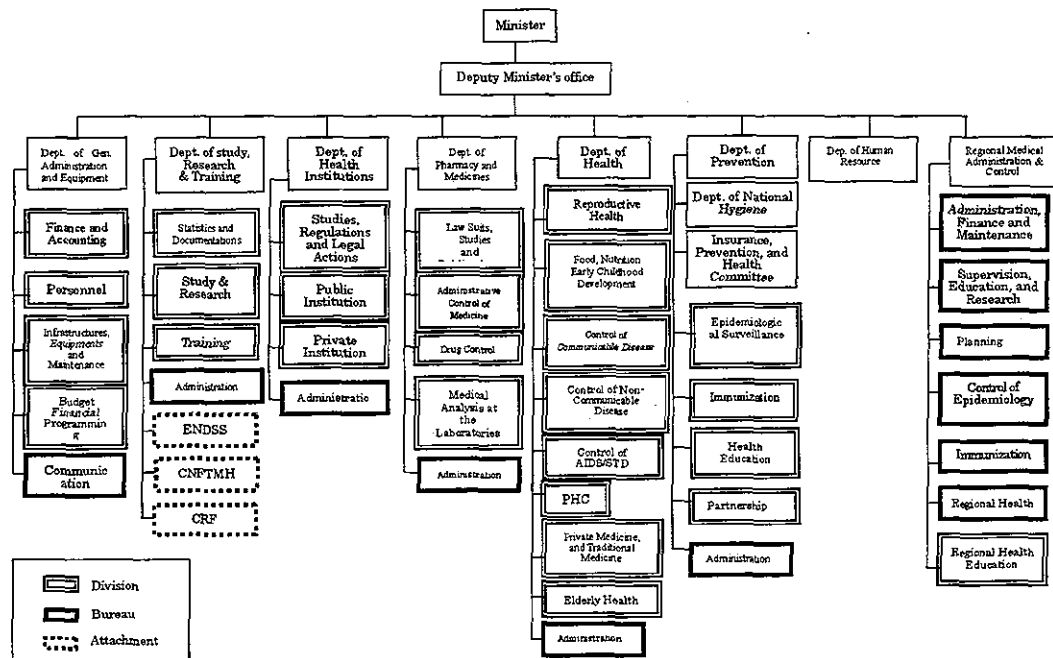 Minister
Deputy Minister's office
Dept. of Gen.
Administration
and Equipment
Finance and
Accounting
Personnel
Infrastructures,
Equipments
and
Maintenance
Budget
Financial
Programmin
g
Communic
ation
Dept. of study,
Research
& Training
Statistics and
Documentations
Study &
Research
Training
Administration
ENDSS
CNFTMH
CRF
Dept. of
Health
Institutions
Studies,
Regulations
and Legal
Actions
Public
Institution
Private
Institution
Administratio
Dept. of
Pharmacy and
Medicines
Law Suits,
Studies
and
Administrative
Control of
Medicine
Drug Control
Medical
Analysis at
the
Laboratories
Administration
Dept. of
Health
Reproductive
Health
Food, Nutrition
Early Childhood
Development
Control of
Communicable Disease
Control of Non-
Communicable
Disease
Control of
AIDS/STD
PHC
Private Medicine,
and Traditional
Medicine
Elderly Health
Administration
Dept. of
Prevention
Dept. of National
Hygiene
Insurance,
Prevention, and
Health
Committee
Epidemiologic
al Surveillance
Immunization
Health
Education
Partnership
Administration
Dep. of Human
Resource
Regional Medical
Administration &
Control
Administration,
Finance and
Maintenance
Supervision,
Education, and
Research
Planning
Control of
Epidemiology
Immunization
Regional Health
Regional Health
Education
Division
Bureau
Attachment